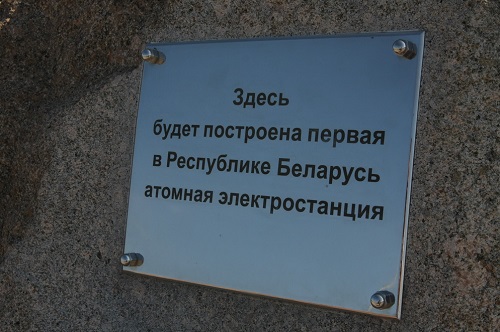 Здесь
будет построена первая
в Республике Беларусь
атомная электростанция